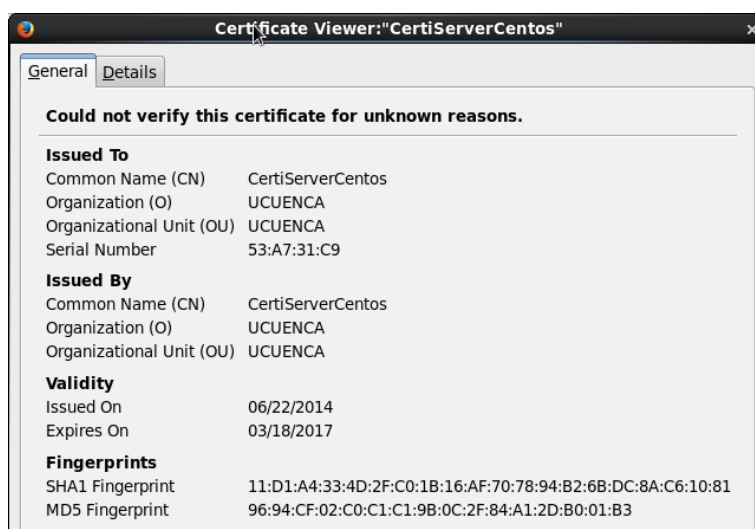 Certificate Viewer:"CertiServerCentos"
General Details
Could not verify this certificate for unknown reasons.
Issued To
Common Name (CN) CertiServerCentos
Organization (O) UCUENCA
Organizational Unit (OU) UCUENCA
Serial Number 53:A7:31:C9
Issued By
Common Name (CN) CertiServerCentos
Organization (O) UCUENCA
Organizational Unit (OU) UCUENCA
Validity
Issued On 06/22/2014
Expires On 03/18/2017
Fingerprints
SHA1 Fingerprint 11:D1:A4:33:4D:2F:C0:1B:16:AF:70:78:94:B2:6B:DC:8A:C6:10:81
MD5 Fingerprint 96:94:CF:02:C0:C1:C1:9B:0C:2F:84:A1:2D:B0:01:B3